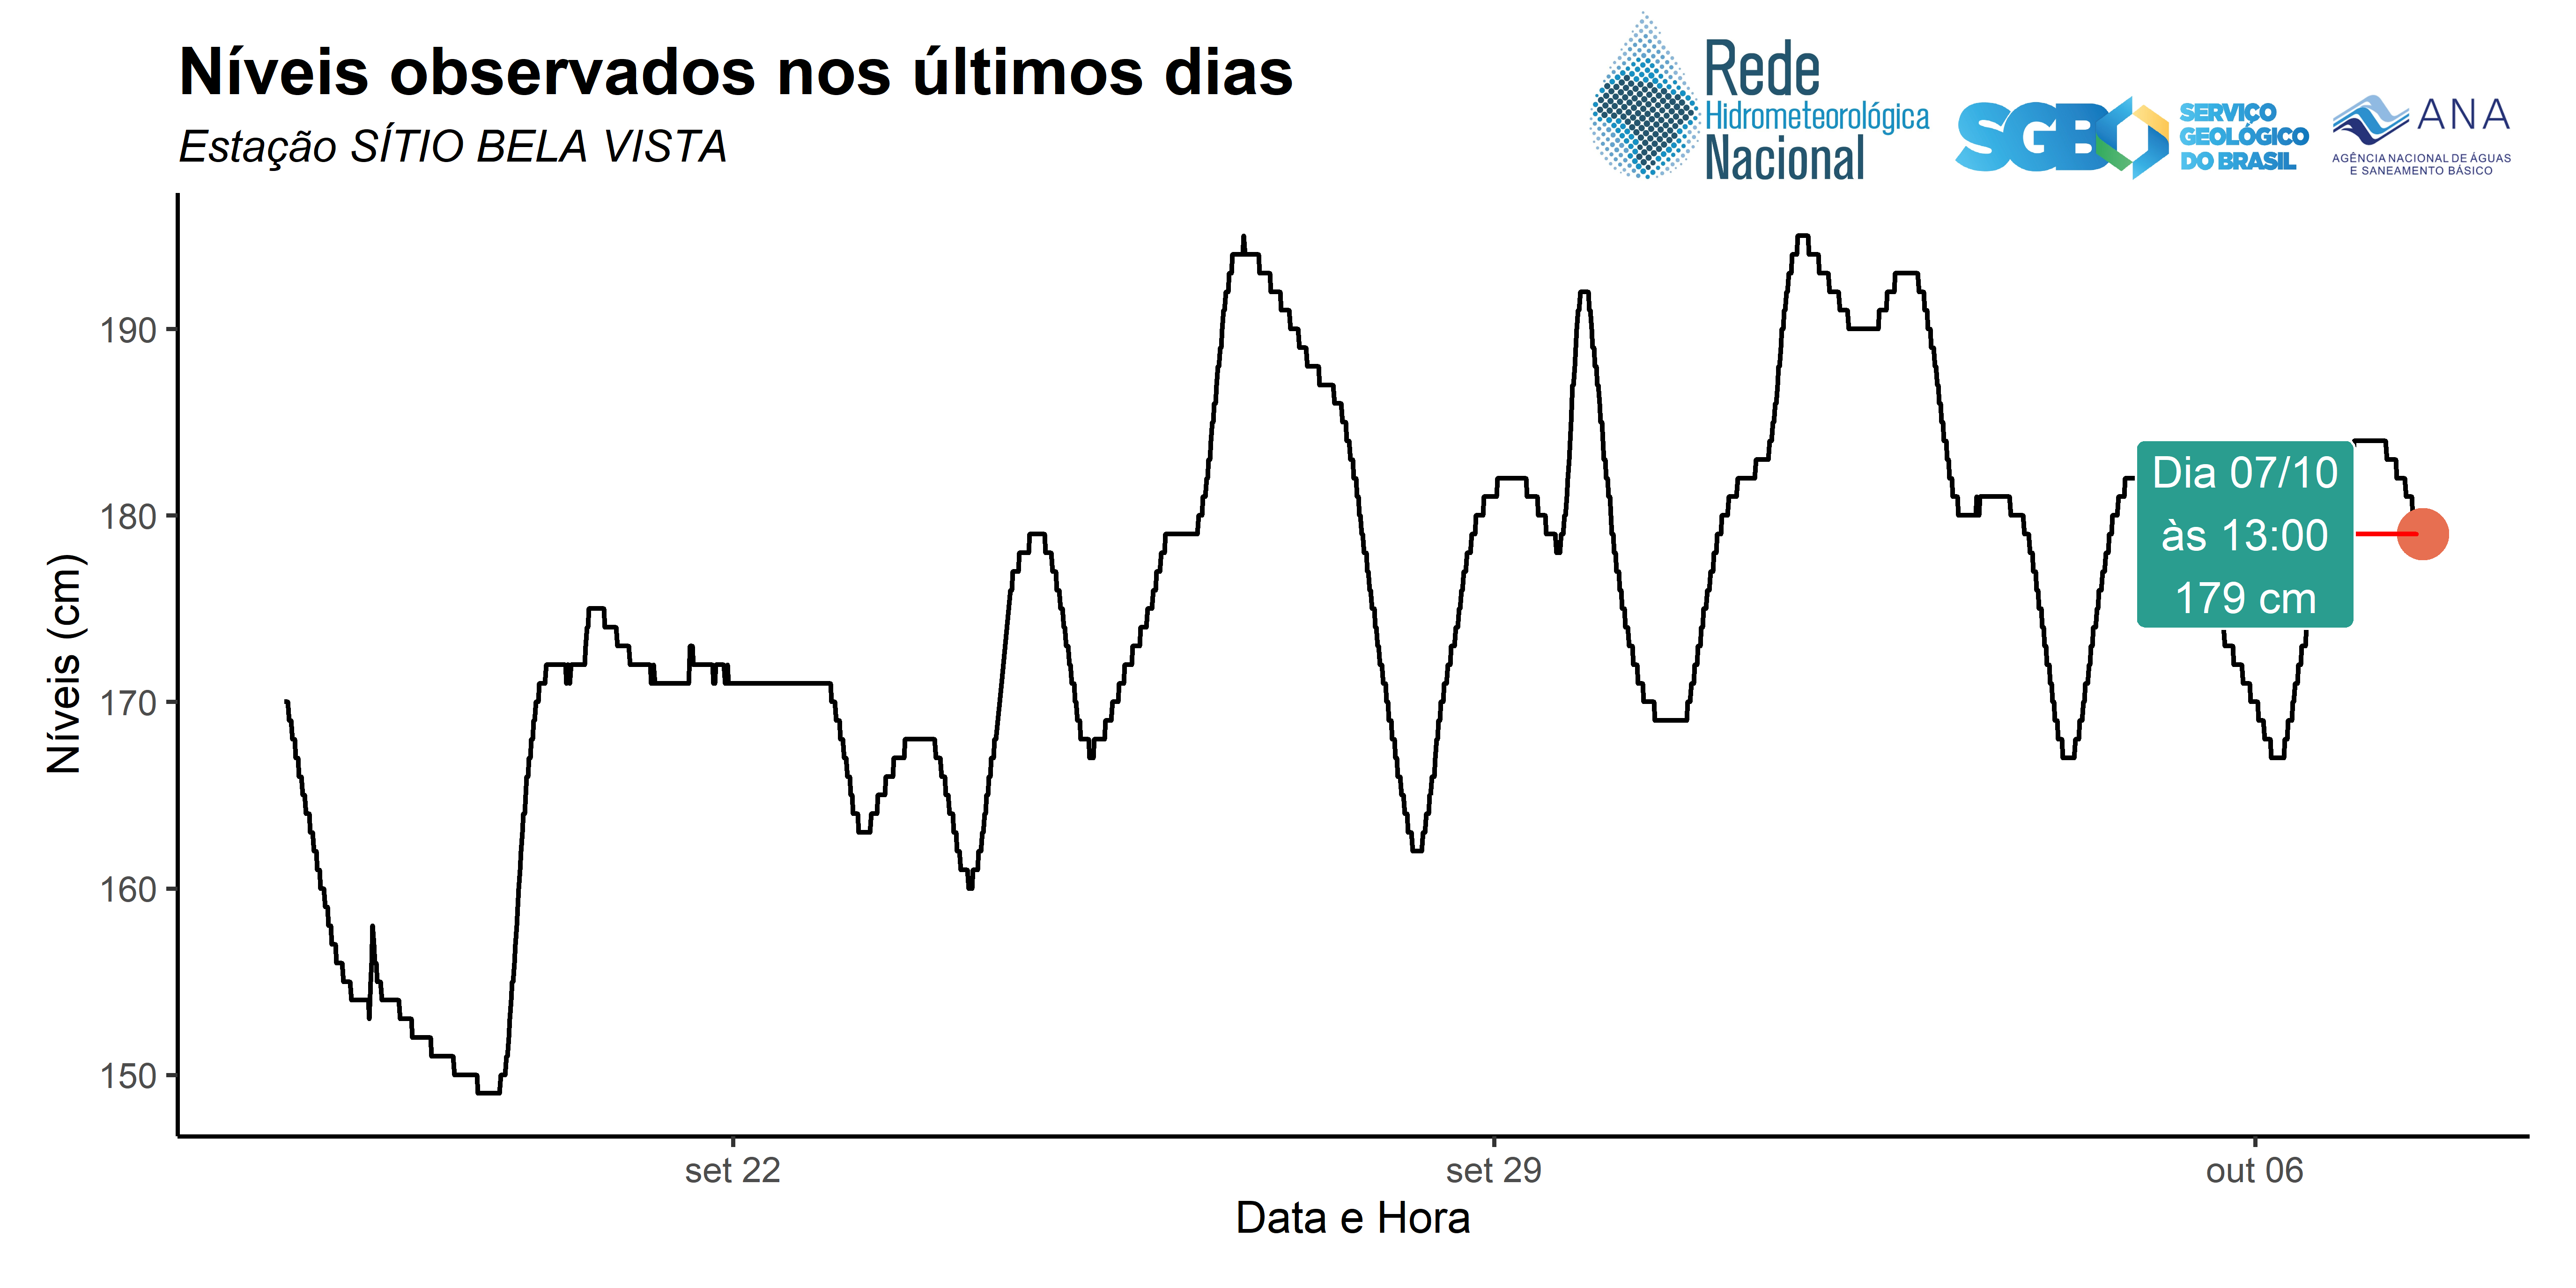 Níveis observados nos últimos dias
Estação SÍTIO BELA VISTA
Rede
Hidrometeorológica
Nacional
SGB
SERVIÇO
GEOLÓGICO
DO BRASIL
ANA
AGÊNCIA NACIONAL DE ÁGUAS
E SANEAMENTO BÁSICO
Níveis (cm)
190
180
170
160
150
Dia 07/10
às 13:00
179 cm
set 22
set 29
out 06
Data e Hora